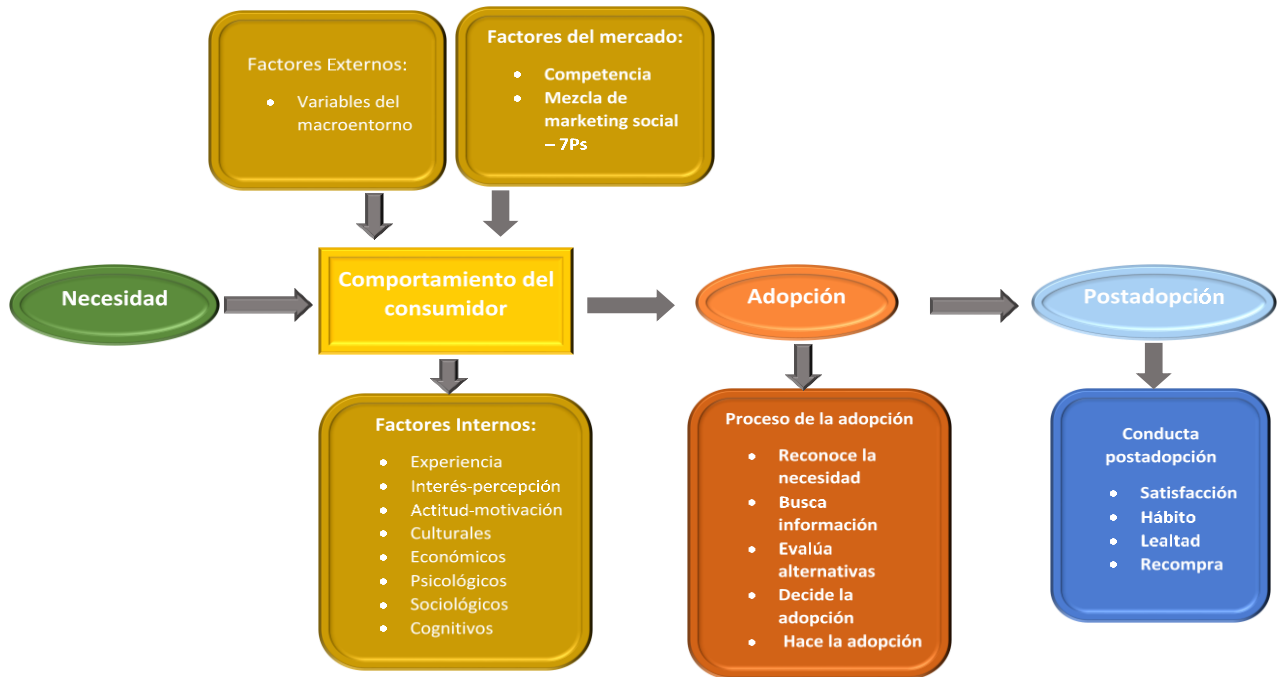 Factores Externos:
• Variables del
macroentorno
Factores del mercado:
• Competencia
• Mezcla de
marketing social
– 7Ps
Necesidad
Comportamiento del
consumidor
Adopción
Postadopción
Factores Internos:
• Experiencia
• Interés-percepción
• Actitud-motivación
• Culturales
• Económicos
• Psicológicos
• Sociológicos
• Cognitivos
Proceso de la adopción
• Reconoce la
necesidad
• Busca
información
• Evalúa
alternativas
• Decide la
adopción
• Hace la adopción
Conducta
postadopción
• Satisfacción
• Hábito
• Lealtad
• Recompra